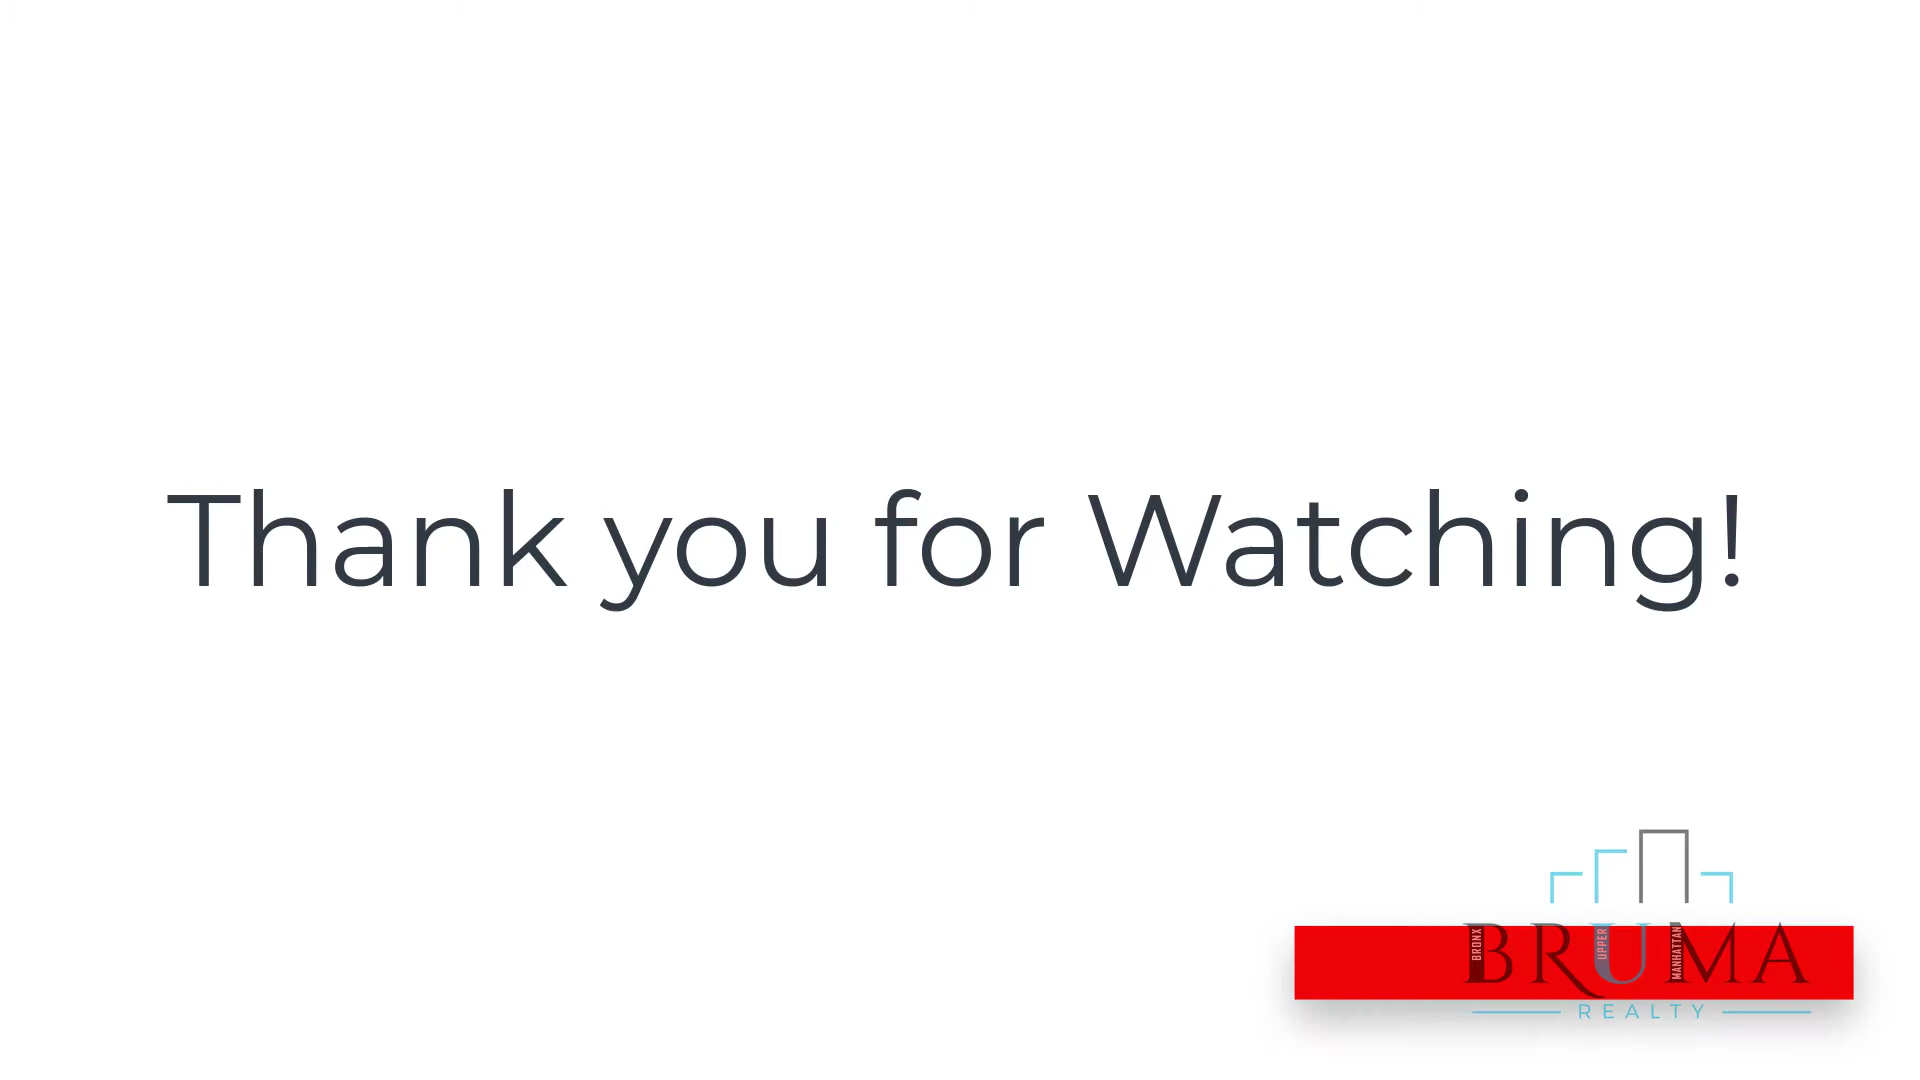 Thank you for Watching!
BRUMA
BRONX
UPPER
MANHATTAN
REALTY